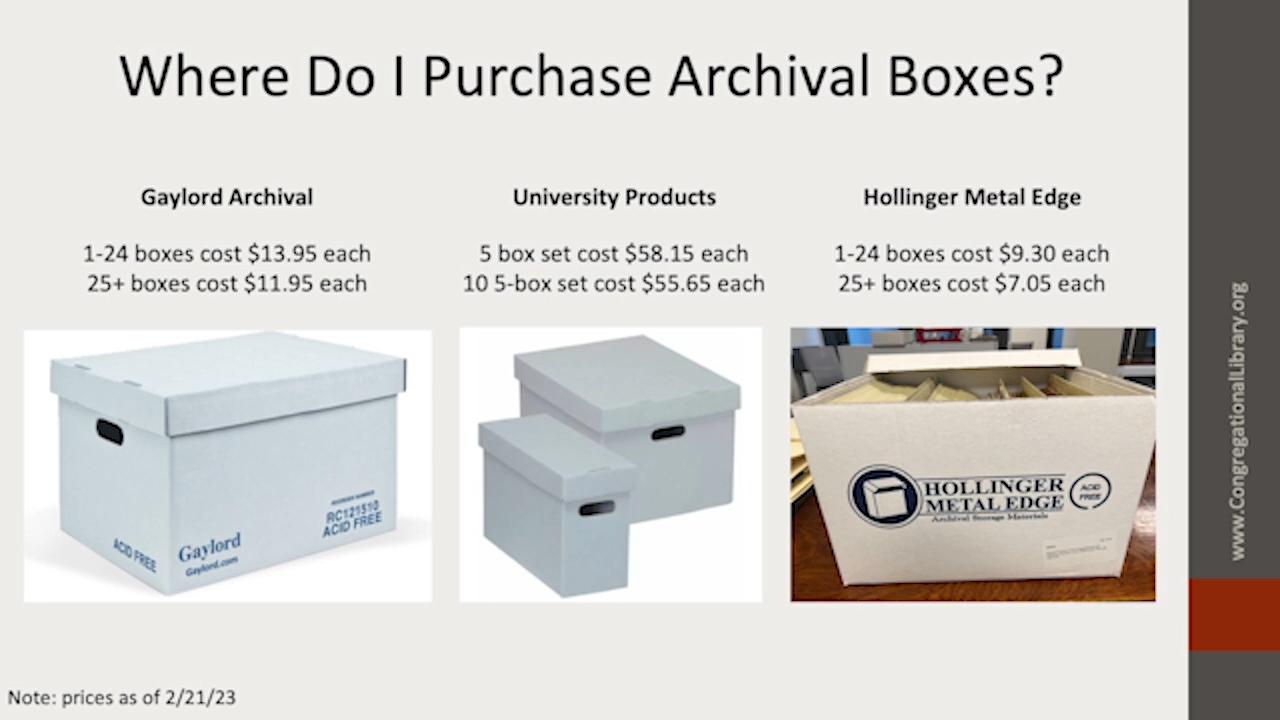 Where Do I Purchase Archival Boxes?
Gaylord Archival
1-24 boxes cost $13.95 each
25+ boxes cost $11.95 each
University Products
5 box set cost $58.15 each
10 5-box set cost $55.65 each
Hollinger Metal Edge
1-24 boxes cost $9.30 each
25+ boxes cost $7.05 each
REORDER NUMBER
RC121510
ACID FREE
ACID FREE
Gaylord
Gaylord.com
HOLLINGER
METAL EDGE
Archival Storage Materials
ACID
FREE
www.CongregationalLibrary.org
Note: prices as of 2/21/23